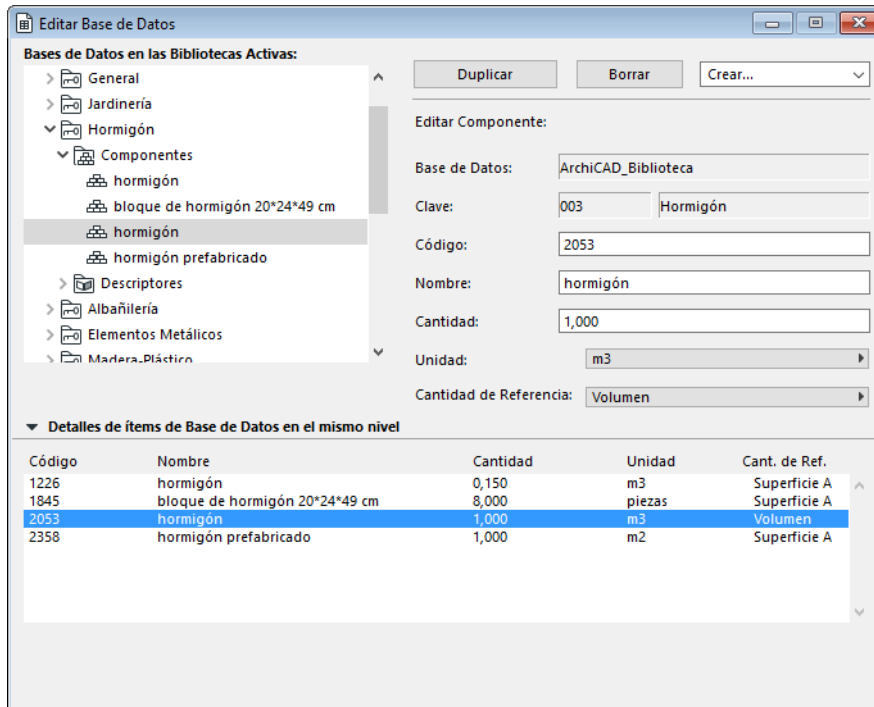 Editar Base de Datos
Bases de Datos en las Bibliotecas Activas:
General
Jardinería
Hormigón
Componentes
hormigón
bloque de hormigón 20*24*49 cm
hormigón
hormigón prefabricado
Descriptores
Albañilería
Elementos Metálicos
Madera-Plástico
Duplicar Borrar Crear...
Editar Componente:
Base de Datos: ArchiCAD_Biblioteca
Clave: 003 Hormigón
Código: 2053
Nombre: hormigón
Cantidad: 1,000
Unidad: m3
Cantidad de Referencia: Volumen
Detalles de ítems de Base de Datos en el mismo nivel
Código Nombre Cantidad Unidad Cant. de Ref.
1226 hormigón 0,150 m3 Superficie A
1845 bloque de hormigón 20*24*49 cm 8,000 piezas Superficie A
2053 hormigón 1,000 m3 Volumen
2358 hormigón prefabricado 1,000 m2 Superficie A